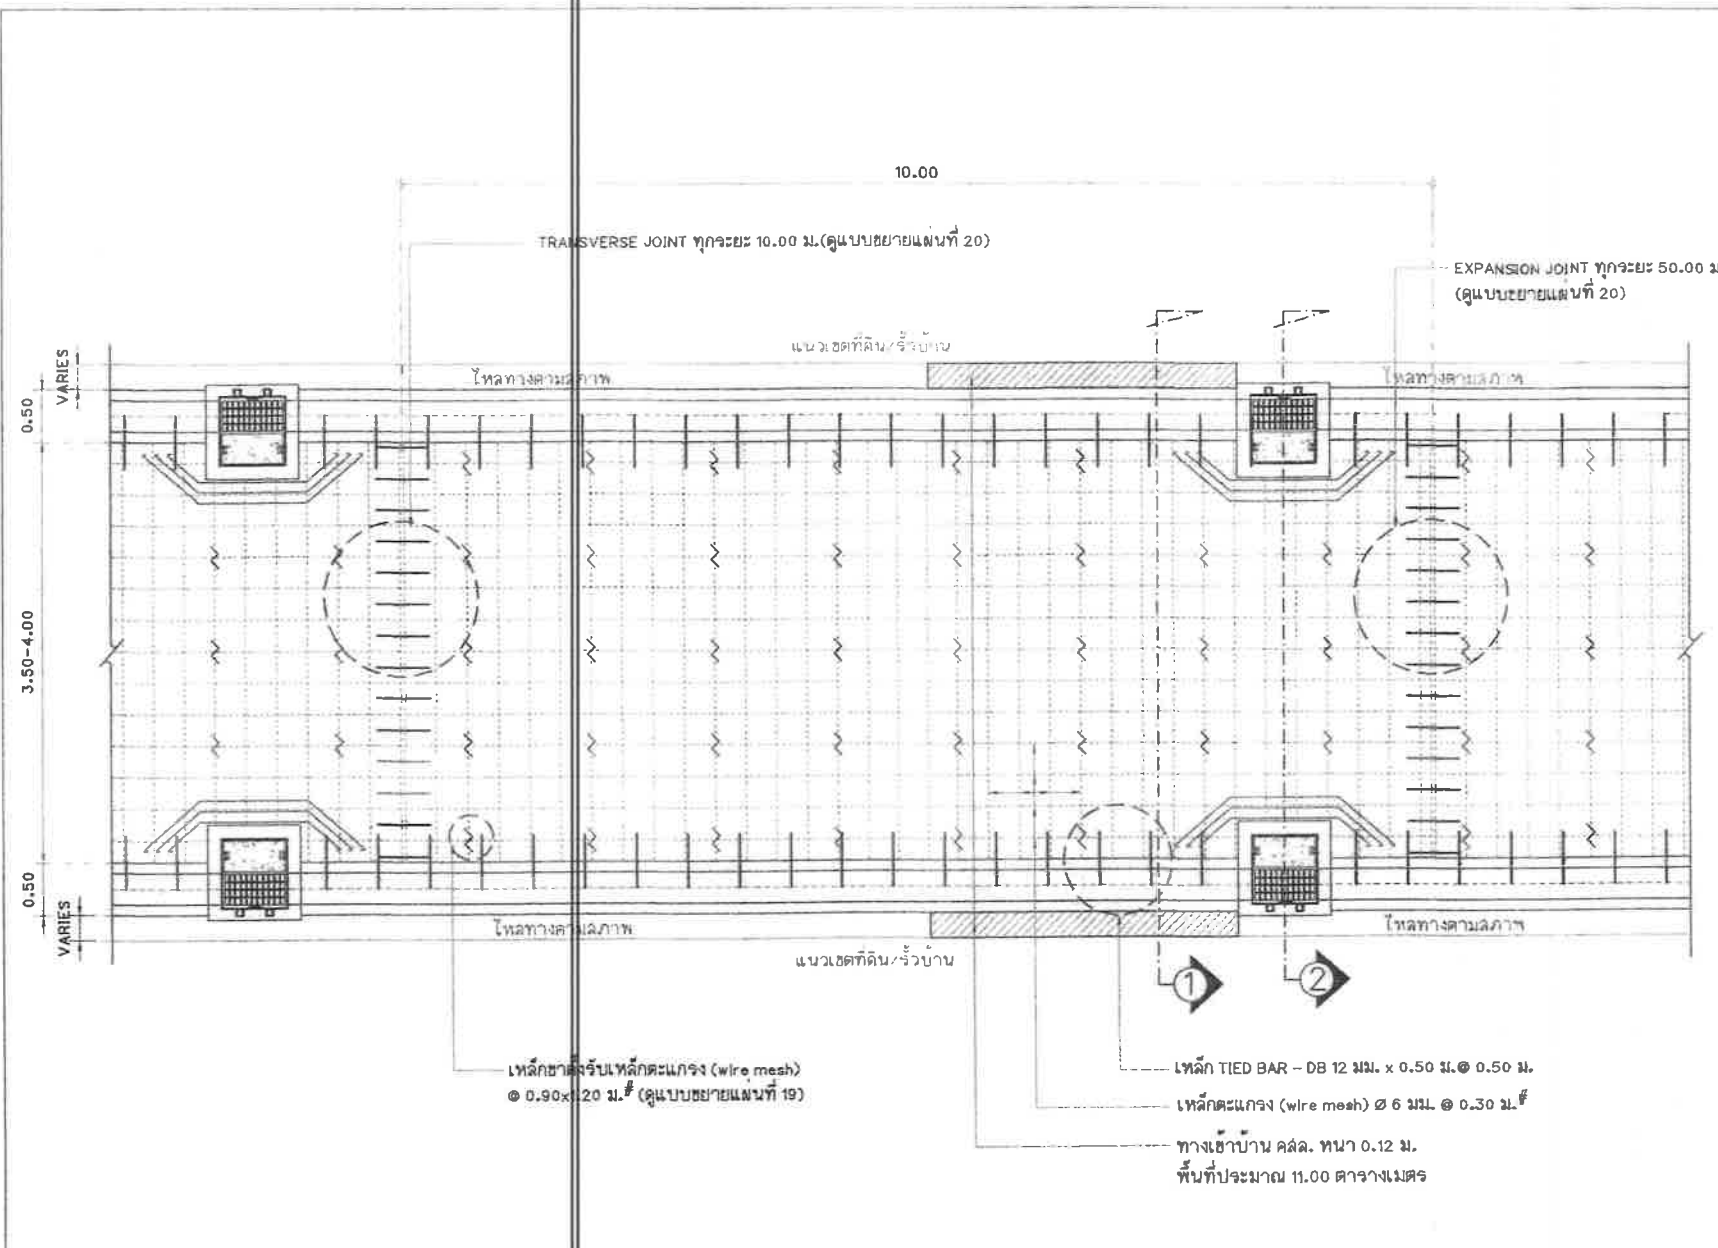 10.00
TRANSVERSE JOINT ทุกระยะ 10.00 ม.(ดูแบบขยายแผ่นที่ 20)
EXPANSION JOINT ทุกระยะ 50.00 ม
(ดูแบบขยายแผ่นที่ 20)
แนวเขตที่ดิน/รั้วบ้าน
VARIES
ไหล่ทางตามสภาพ
ไหล่ทางตามสภาพ
0.50
3.50-4.00
0.50
VARIES
ไหล่ทางตามสภาพ
ไหล่ทางตามสภาพ
แนวเขตที่ดิน/รั้วบ้าน
1
2
เหล็กขาตั้งรับเหล็กตะแกรง (wire mesh)
@ 0.90x1.20 ม.# (ดูแบบขยายแผ่นที่ 19)
เหล็ก TIED BAR - DB 12 มม. x 0.50 ม.@ 0.50 ม.
เหล็กตะแกรง (wire mesh) Ø 6 มม. @ 0.30 ม.#
ทางเข้าบ้าน คสล. หนา 0.12 ม.
พื้นที่ประมาณ 11.00 ตารางเมตร